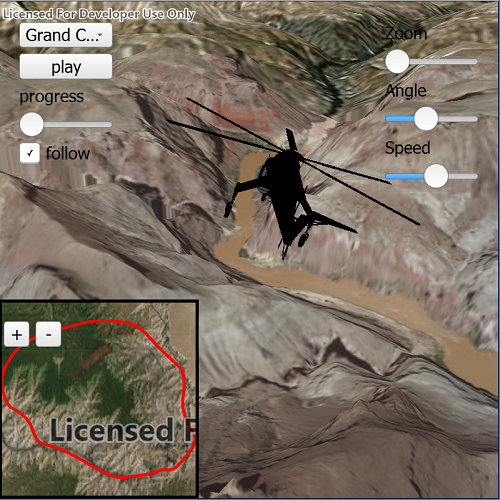 Licensed For Developer Use Only
Grand C...
play
progress
follow
Zoom
Angle
Speed
+ -
Licensed F